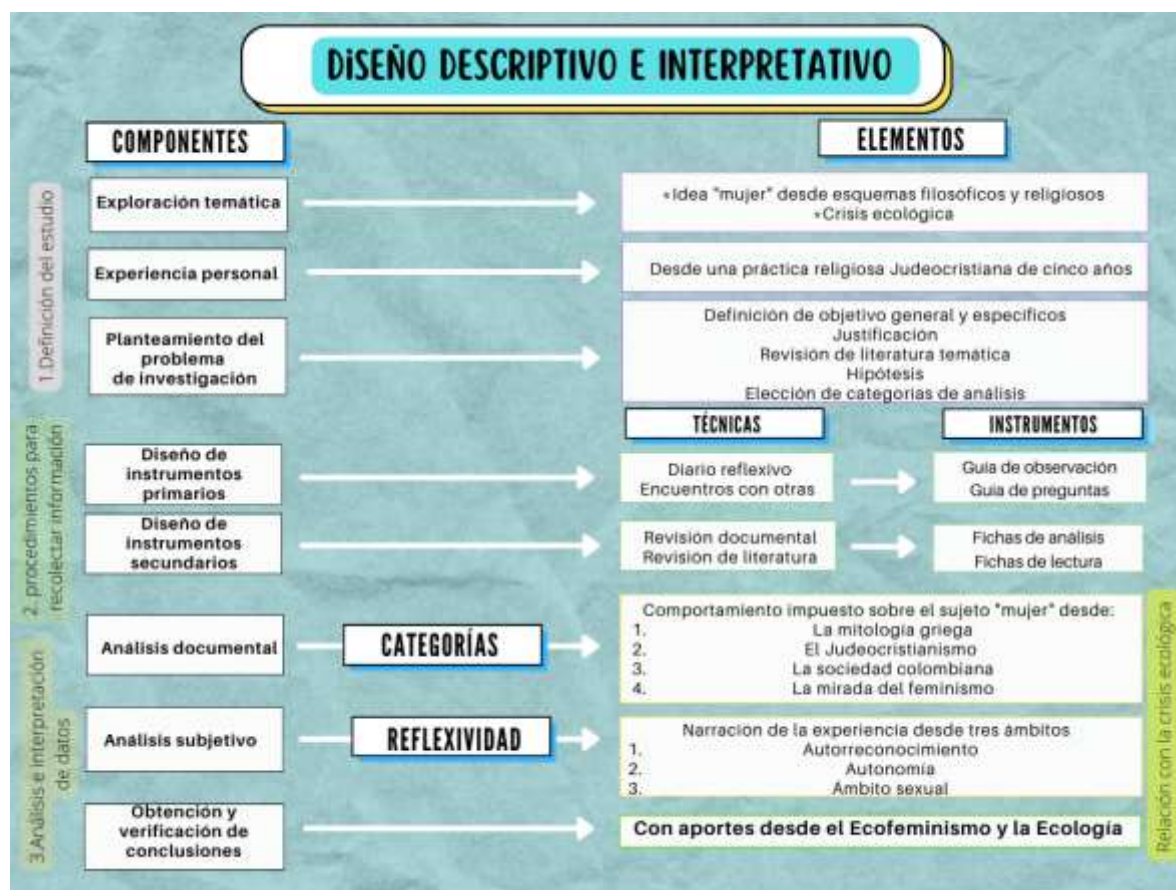 DiSEÑO DESCRIPTIVO E INTERPRETATIVO
COMPONENTES
ELEMENTOS
1.Definición del estudio
Exploración temática
*Idea "mujer" desde esquemas filosóficos y religiosos
*Crisis ecológica
Experiencia personal
Desde una práctica religiosa Judeocristiana de cinco años
Planteamiento del
problema
de investigación
Definición de objetivo general y específicos
Justificación
Revisión de literatura temática
Hipótesis
Elección de categorías de análisis
TÉCNICAS
INSTRUMENTOS
2. procedimientos para
recolectar información
Diseño de
instrumentos
primarios
Diario reflexivo
Encuentros con otras
Guía de observación
Guía de preguntas
Diseño de
instrumentos
secundarios
Revisión documental
Revisión de literatura
Fichas de análisis
Fichas de lectura
3.Análisis e interpretación
de datos
Análisis documental
CATEGORÍAS
Comportamiento impuesto sobre el sujeto "mujer" desde:
1. La mitología griega
2. El Judeocristianismo
3. La sociedad colombiana
4. La mirada del feminismo
Análisis subjetivo
REFLEXIVIDAD
Narración de la experiencia desde tres ámbitos
1. Autorreconocimiento
2. Autonomía
3. Ámbito sexual
Obtención y
verificación de
conclusiones
Con aportes desde el Ecofeminismo y la Ecología
Relación con la crisis ecológica